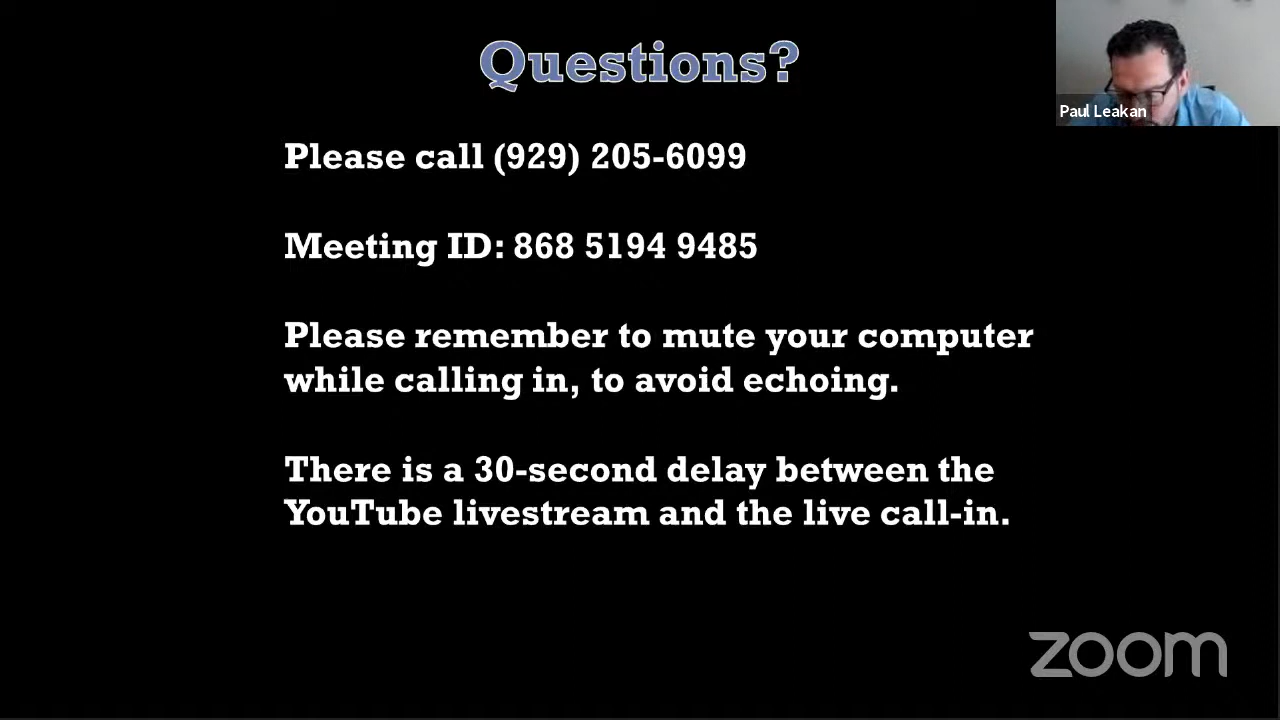 Questions?
Paul Leakan
Please call (929) 205-6099
Meeting ID: 868 5194 9485
Please remember to mute your computer
while calling in, to avoid echoing.
There is a 30-second delay between the
YouTube livestream and the live call-in.
zoom